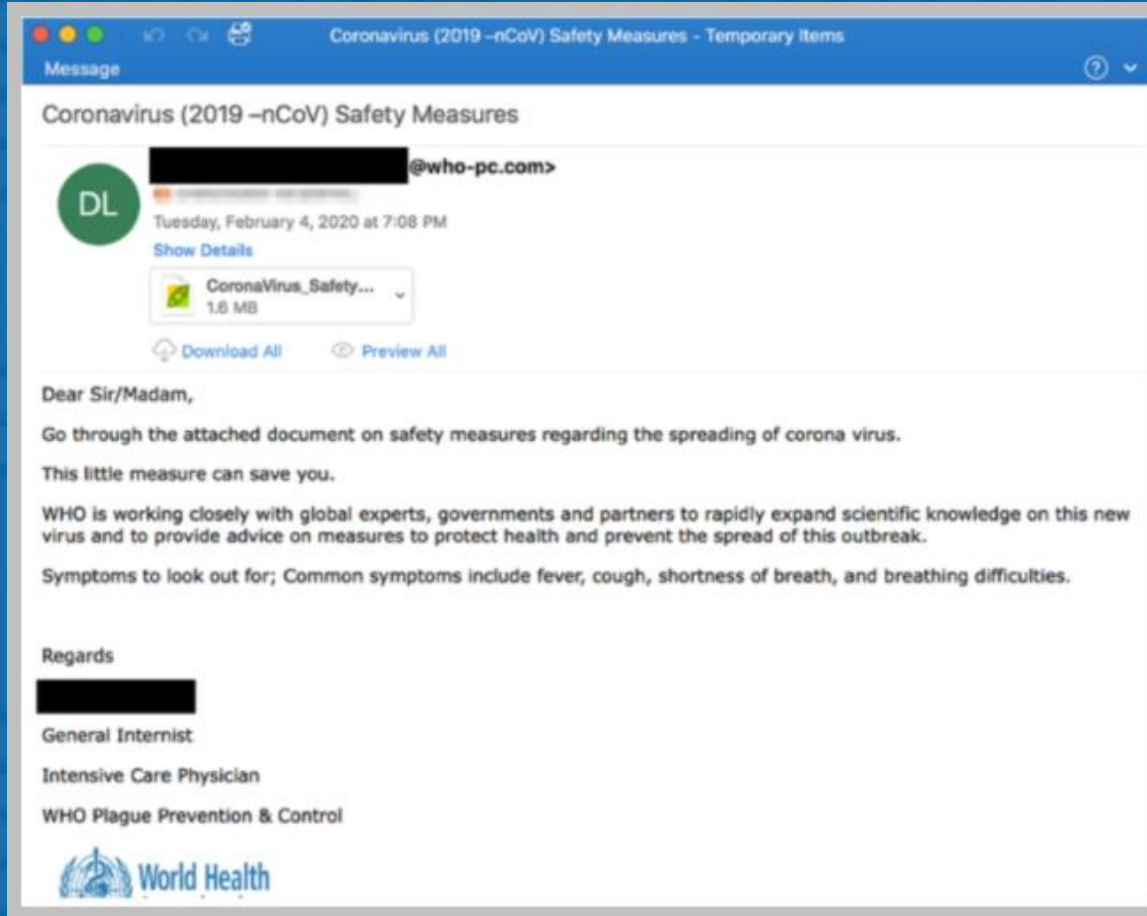 Coronavirus (2019 –nCoV) Safety Measures - Temporary Items
Message
Coronavirus (2019 –nCoV) Safety Measures
@who-pc.com>
DL
Tuesday, February 4, 2020 at 7:08 PM
Show Details
CoronaVirus_Safety...
1.6 MB
Download All Preview All
Dear Sir/Madam,
Go through the attached document on safety measures regarding the spreading of corona virus.
This little measure can save you.
WHO is working closely with global experts, governments and partners to rapidly expand scientific knowledge on this new
virus and to provide advice on measures to protect health and prevent the spread of this outbreak.
Symptoms to look out for; Common symptoms include fever, cough, shortness of breath, and breathing difficulties.
Regards
General Internist
Intensive Care Physician
WHO Plague Prevention & Control
World Health